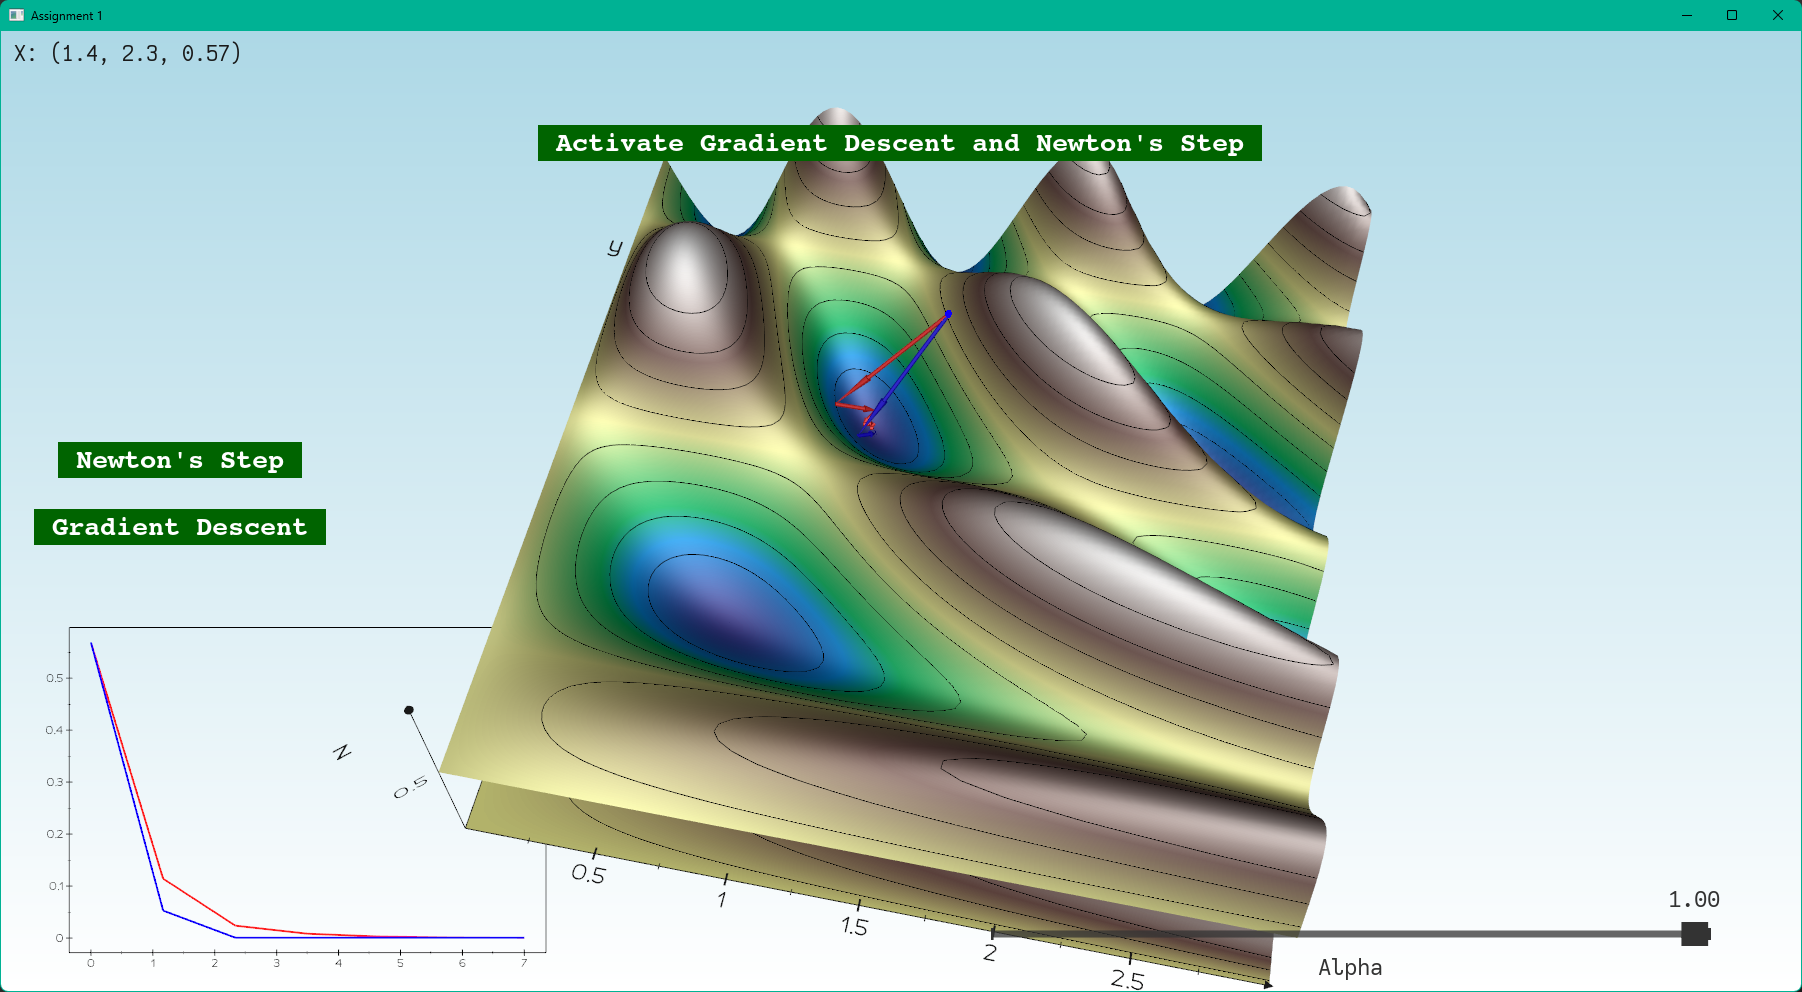 Assignment 1
X: (1.4, 2.3, 0.57)
Activate Gradient Descent and Newton's Step
y
Newton's Step
Gradient Descent
z
0.5
0.5
1
1.5
2
2.5
0.5
0.4
0.3
0.2
0.1
0
0 1 2 3 4 5 6 7
1.00
Alpha